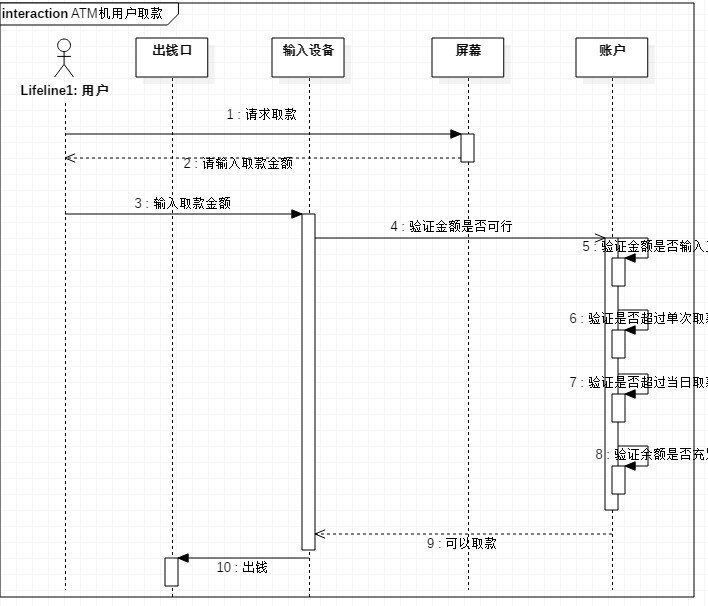 interaction ATM机用户取款
出钱口
输入设备
屏幕
账户
Lifeline1: 用户
1 : 请求取款
2 : 请输入取款金额
3 : 输入取款金额
4 : 验证金额是否可行
5 : 验证金额是否输入
6 : 验证是否超过单次取
7 : 验证是否超过当日取
8 : 验证余额是否充
9 : 可以取款
10 : 出钱